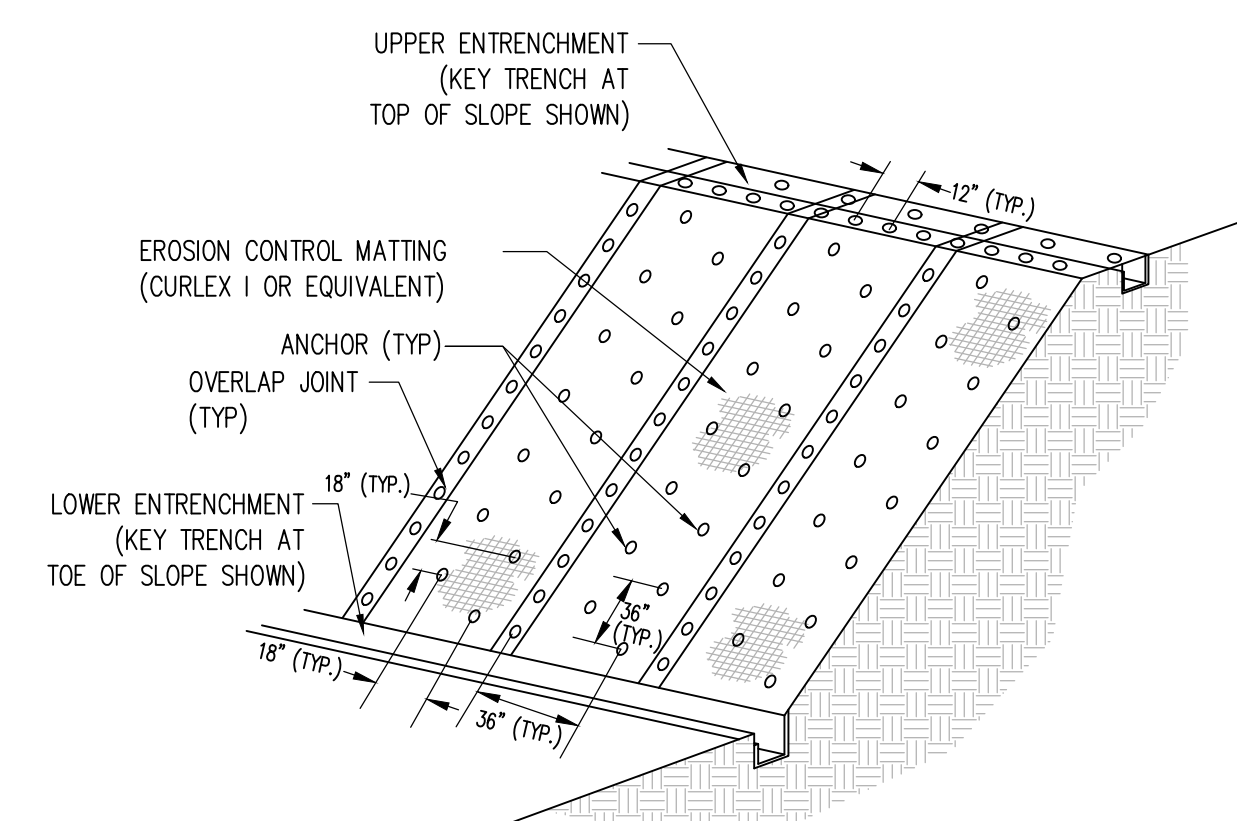 UPPER ENTRENCHMENT
(KEY TRENCH AT
TOP OF SLOPE SHOWN)
12" (TYP.)
EROSION CONTROL MATTING
(CURLEX I OR EQUIVALENT)
ANCHOR (TYP)
OVERLAP JOINT
(TYP)
18" (TYP.)
LOWER ENTRENCHMENT
(KEY TRENCH AT
TOE OF SLOPE SHOWN)
36"
(TYP.)
18" (TYP.)
36" (TYP.)